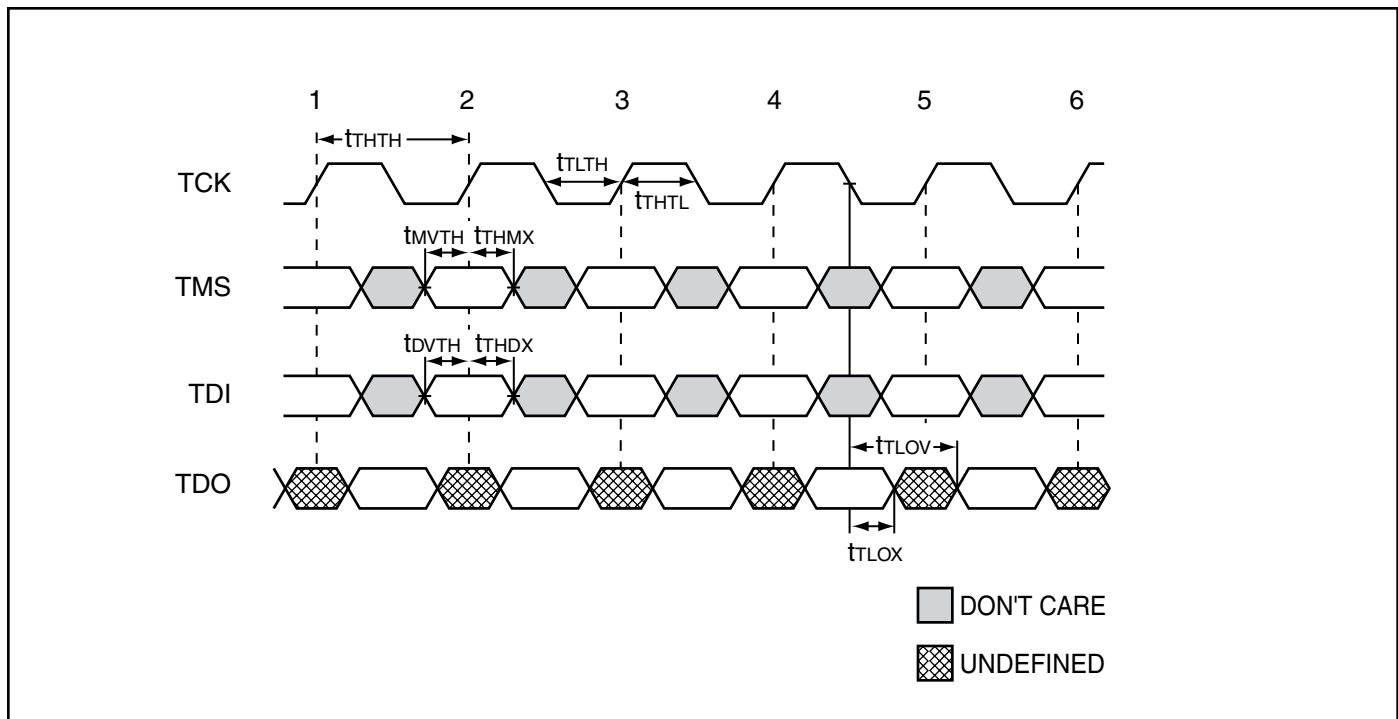 1 2 3 4 5 6
tTHTH
tTLTH
TCK
tTHTL
tMVTH tTHMX
TMS
tDVTH tTHDX
TDI
tTLOV
TDO
tTLOX
DON'T CARE
UNDEFINED